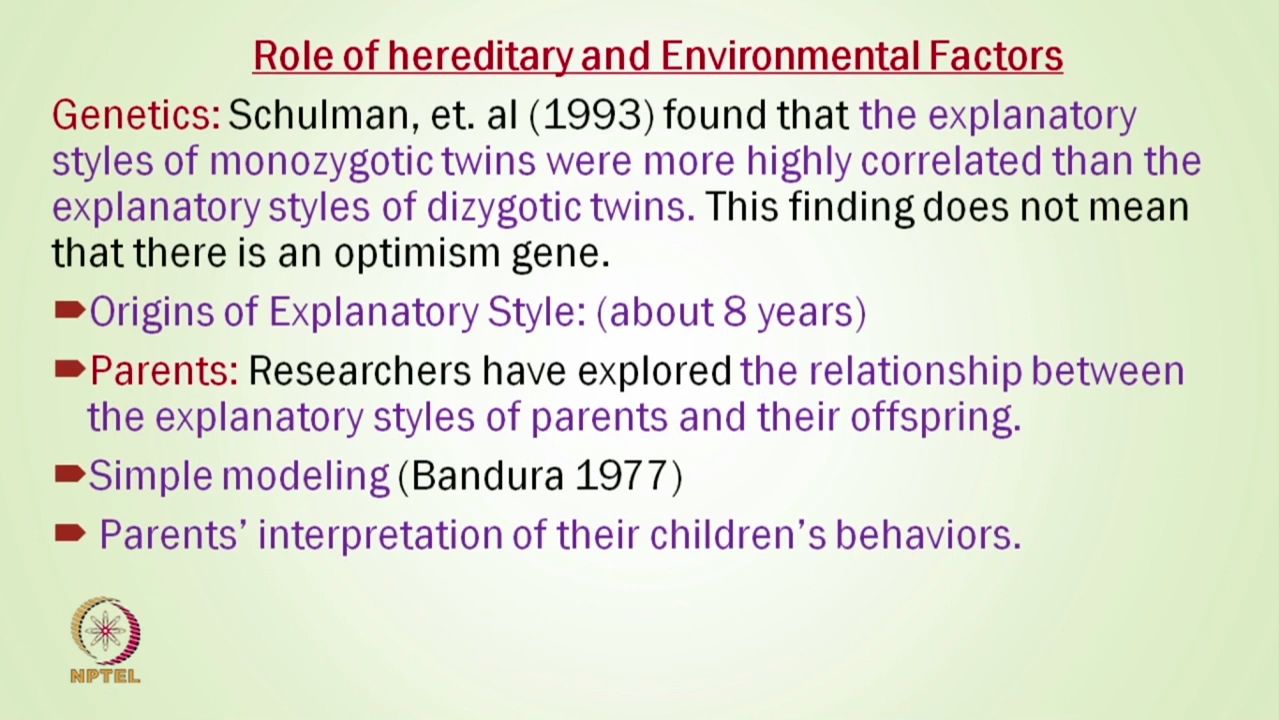 Role of hereditary and Environmental Factors
Genetics: Schulman, et. al (1993) found that the explanatory
styles of monozygotic twins were more highly correlated than the
explanatory styles of dizygotic twins. This finding does not mean
that there is an optimism gene.
Origins of Explanatory Style: (about 8 years)
Parents: Researchers have explored the relationship between
the explanatory styles of parents and their offspring.
Simple modeling (Bandura 1977)
Parents’ interpretation of their children’s behaviors.
NPTEL